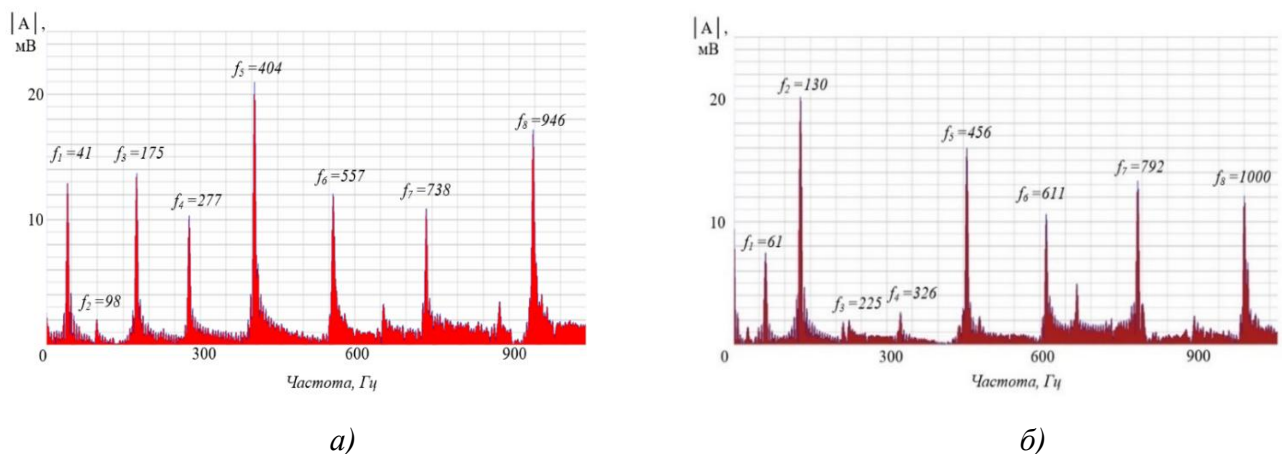 |A|,
мВ
20
10
0
300
600
900
f₁=41
f₂=98
f₃=175
f₄=277
f₅=404
f₆=557
f₇=738
f₈=946
Частота, Гц
а)
|A|,
мВ
20
10
0
300
600
900
f₁=61
f₂=130
f₃=225
f₄=326
f₅=456
f₆=611
f₇=792
f₈=1000
Частота, Гц
б)